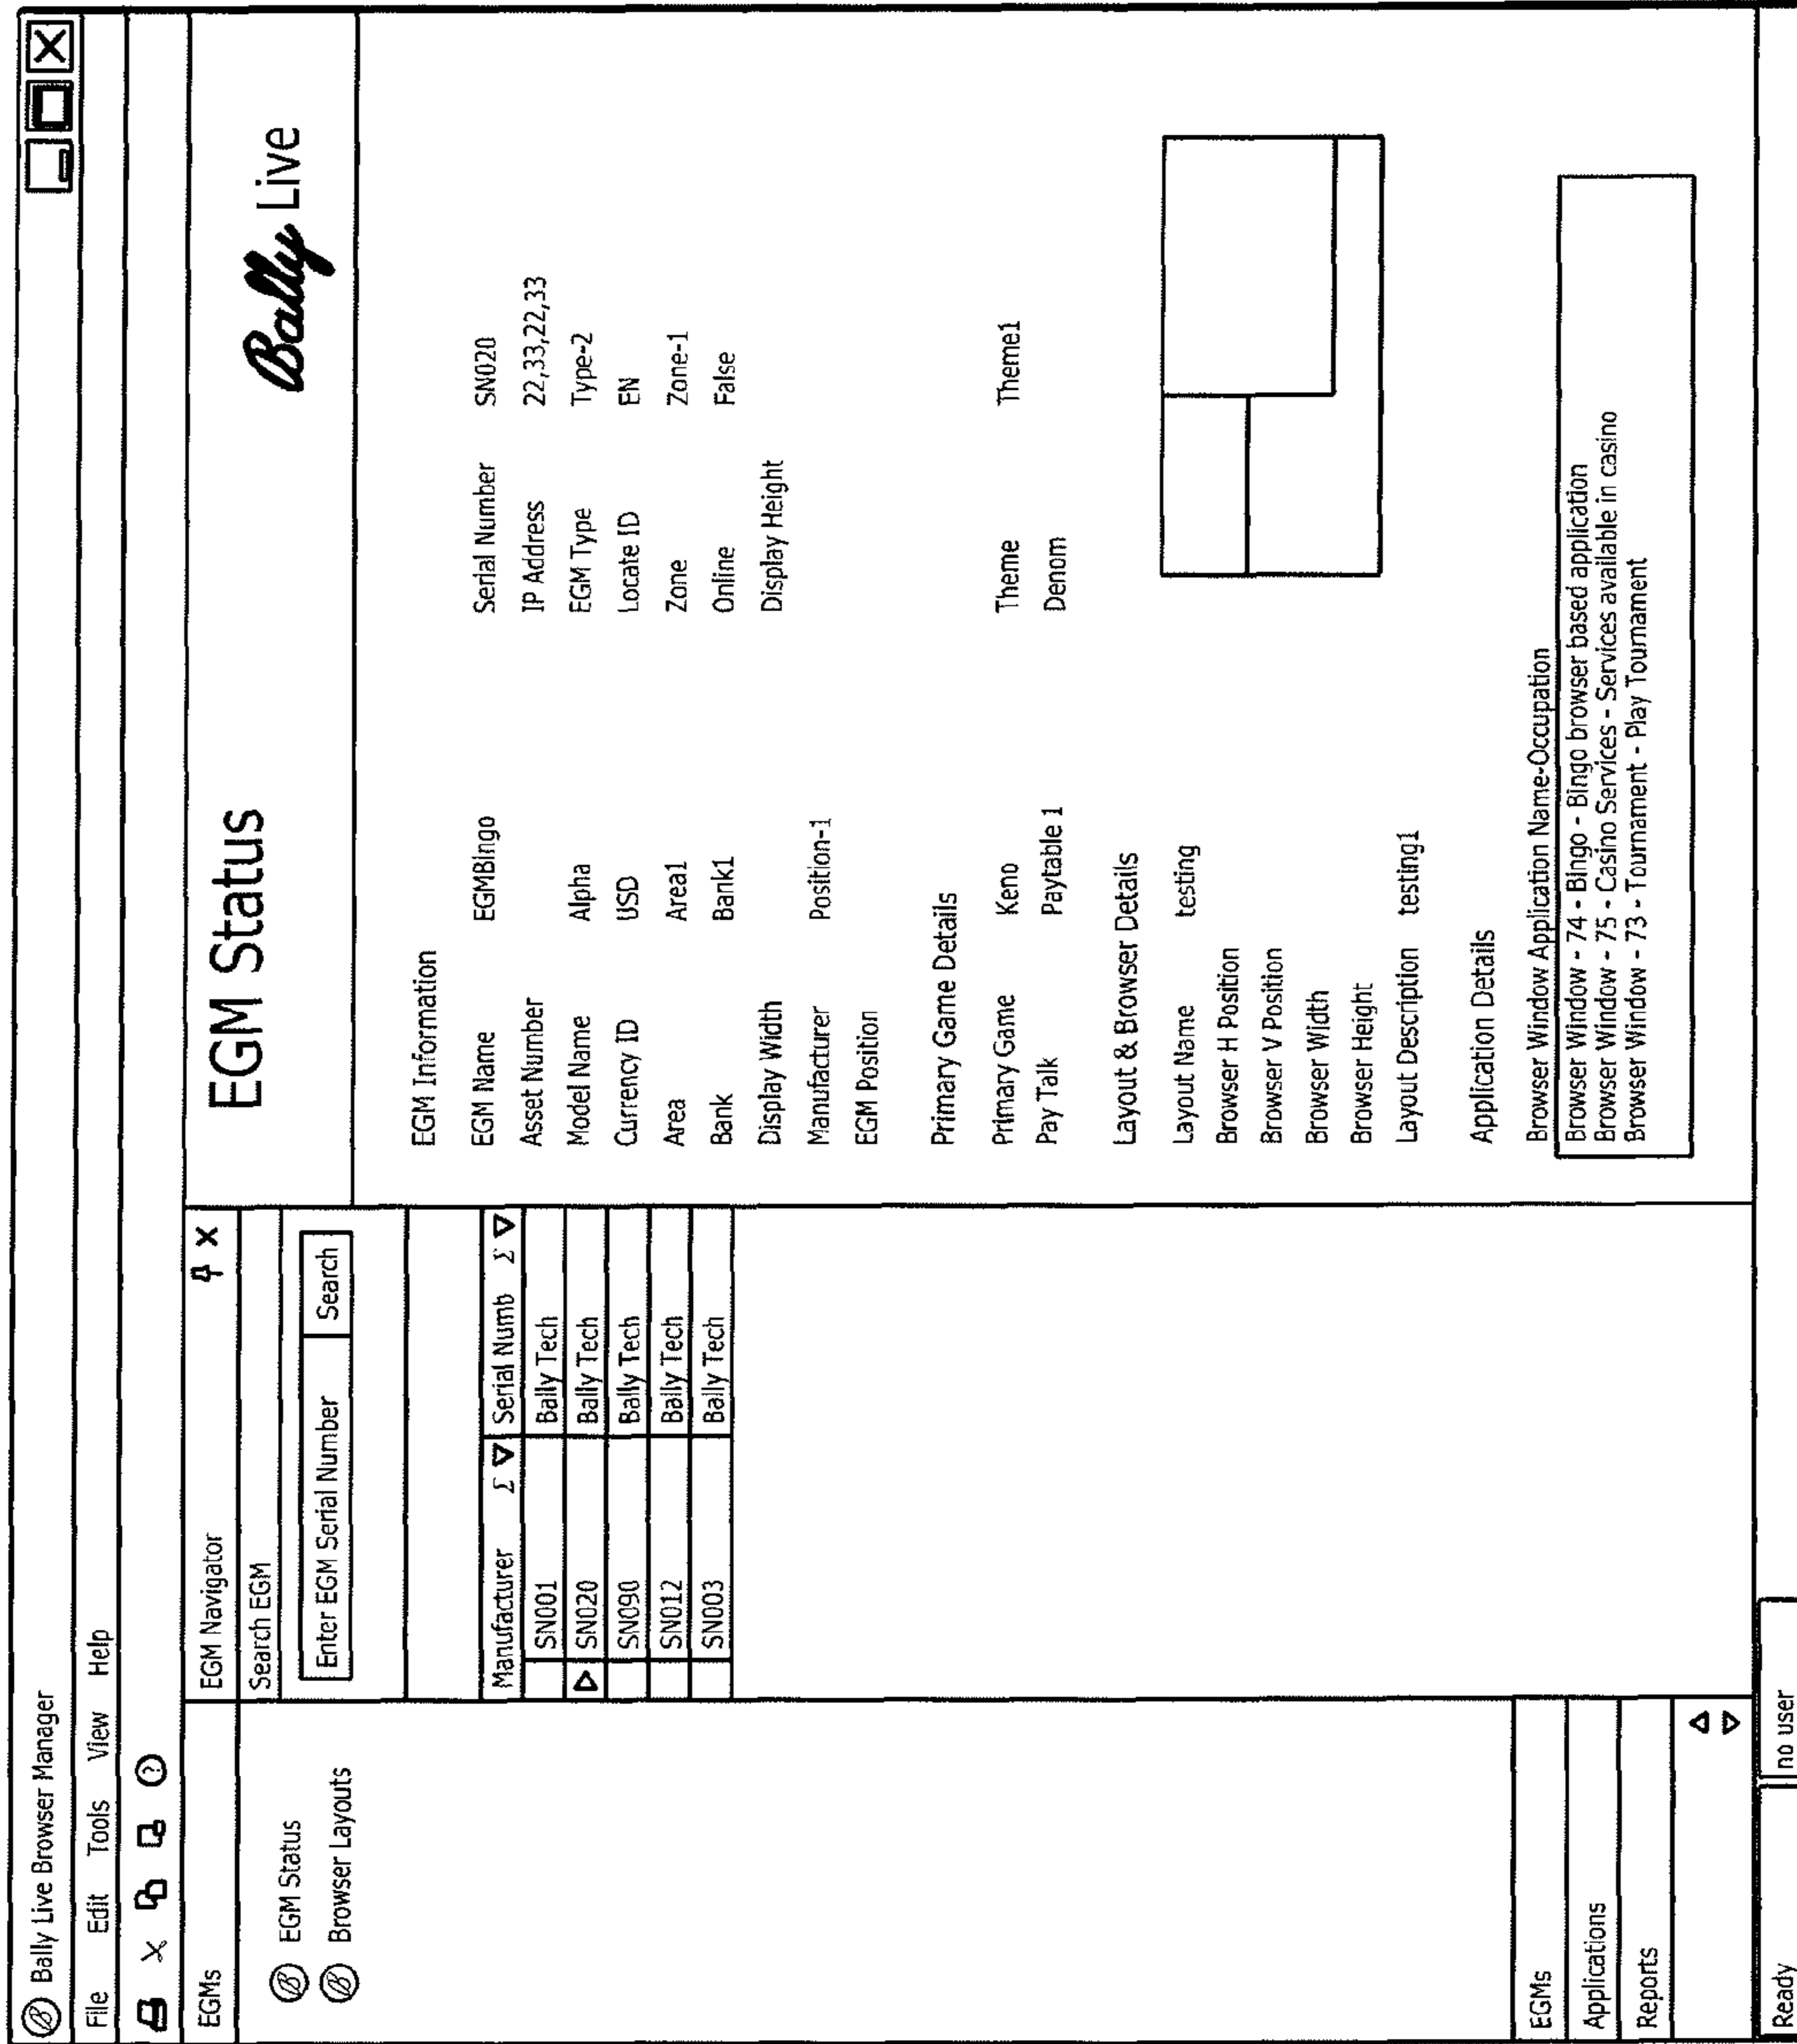 Bally Live Browser Manager
File Edit Tools View Help
EGMs
EGM Status
Browser Layouts
EGMs
Applications
Reports
EGM Navigator
Search EGM
Enter EGM Serial Number Search
Manufacturer Σ Serial Numb Σ
SN001 Bally Tech
SN020 Bally Tech
SN090 Bally Tech
SN012 Bally Tech
SN003 Bally Tech
EGM Status
Bally Live
EGM Information
EGM Name EGMBingo Serial Number SN020
Asset Number IP Address 22,33,22,33
Model Name Alpha EGM Type Type-2
Currency ID USD Locate ID EN
Area Area1 Zone Zone-1
Bank Bank1 Online False
Display Width Display Height
Manufacturer Position-1
EGM Position
Primary Game Details
Primary Game Keno Theme Theme1
Pay Talk Paytable 1 Denom
Layout & Browser Details
Layout Name testing
Browser H Position
Browser V Position
Browser Width
Browser Height
Layout Description testing1
Application Details
Browser Window Application Name-Occupation
Browser Window - 74 - Bingo - Bingo browser based application
Browser Window - 75 - Casino Services - Services available in casino
Browser Window - 73 - Tournament - Play Tournament
Ready no user